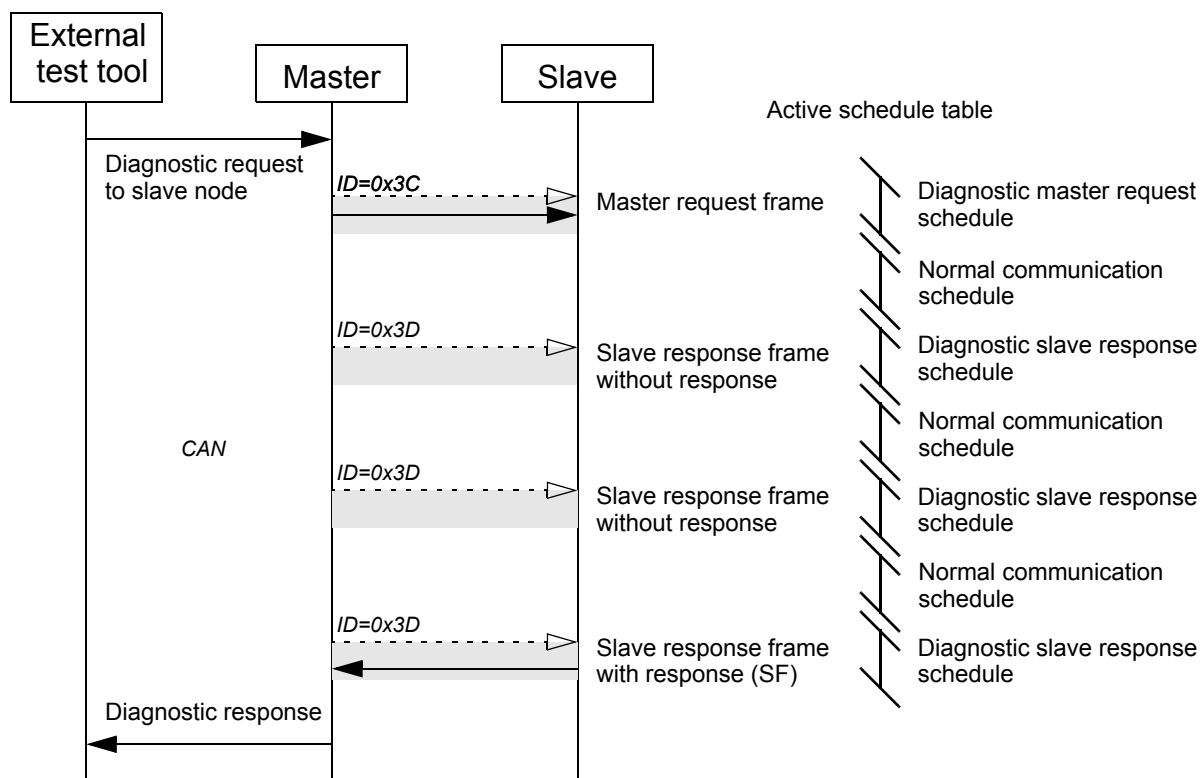 External
test tool
Master
Slave
Active schedule table
Diagnostic request
to slave node
ID=0x3C
Master request frame
Diagnostic master request
schedule
Normal communication
schedule
ID=0x3D
Slave response frame
without response
Diagnostic slave response
schedule
Normal communication
schedule
CAN
ID=0x3D
Slave response frame
without response
Diagnostic slave response
schedule
Normal communication
schedule
ID=0x3D
Slave response frame
with response (SF)
Diagnostic slave response
schedule
Diagnostic response